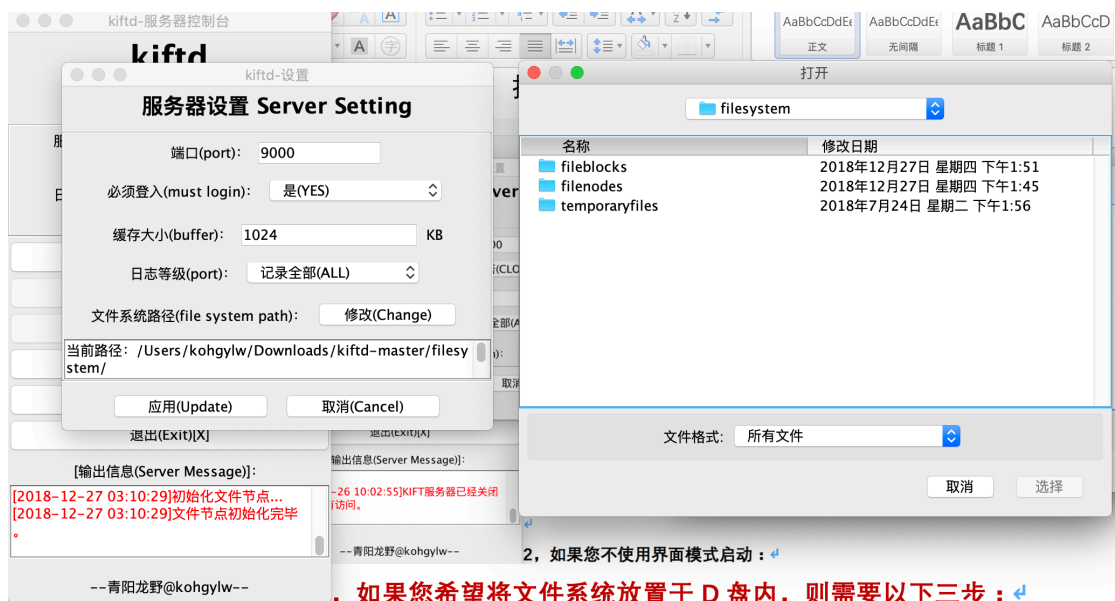 kiftd-服务器控制台
kiftd
kiftd-设置
服务器设置 Server Setting
端口(port): 9000
必须登入(must login): 是(YES)
缓存大小(buffer): 1024 KB
日志等级(port): 记录全部(ALL)
文件系统路径(file system path): 修改(Change)
当前路径: /Users/kohgylw/Downloads/kiftd-master/filesy
stem/
应用(Update) 取消(Cancel)
退出(Exit)[X]
[输出信息(Server Message)]:
[2018-12-27 03:10:29]初始化文件节点...
[2018-12-27 03:10:29]文件节点初始化完毕
。
--青阳龙野@kohgylw--
AaBbCcDdEe AaBbCcDdEe AaBbC AaBbCcD
正文 无间隔 标题 1 标题 2
打开
filesystem
名称 修改日期
fileblocks 2018年12月27日 星期四 下午1:51
filenodes 2018年12月27日 星期四 下午1:45
temporaryfiles 2018年7月24日 星期二 下午1:56
文件格式: 所有文件
取消 选择
ver
00
(CLO
全部(A
取消
退出(Exit)[X]
输出信息(Server Message)]:
-26 10:02:55]KIFT服务器已经关闭
访问。
--青阳龙野@kohgylw--
2，如果您不使用界面模式启动：
如果您希望将文件系统放置于 D 盘内，则需要以下三步：